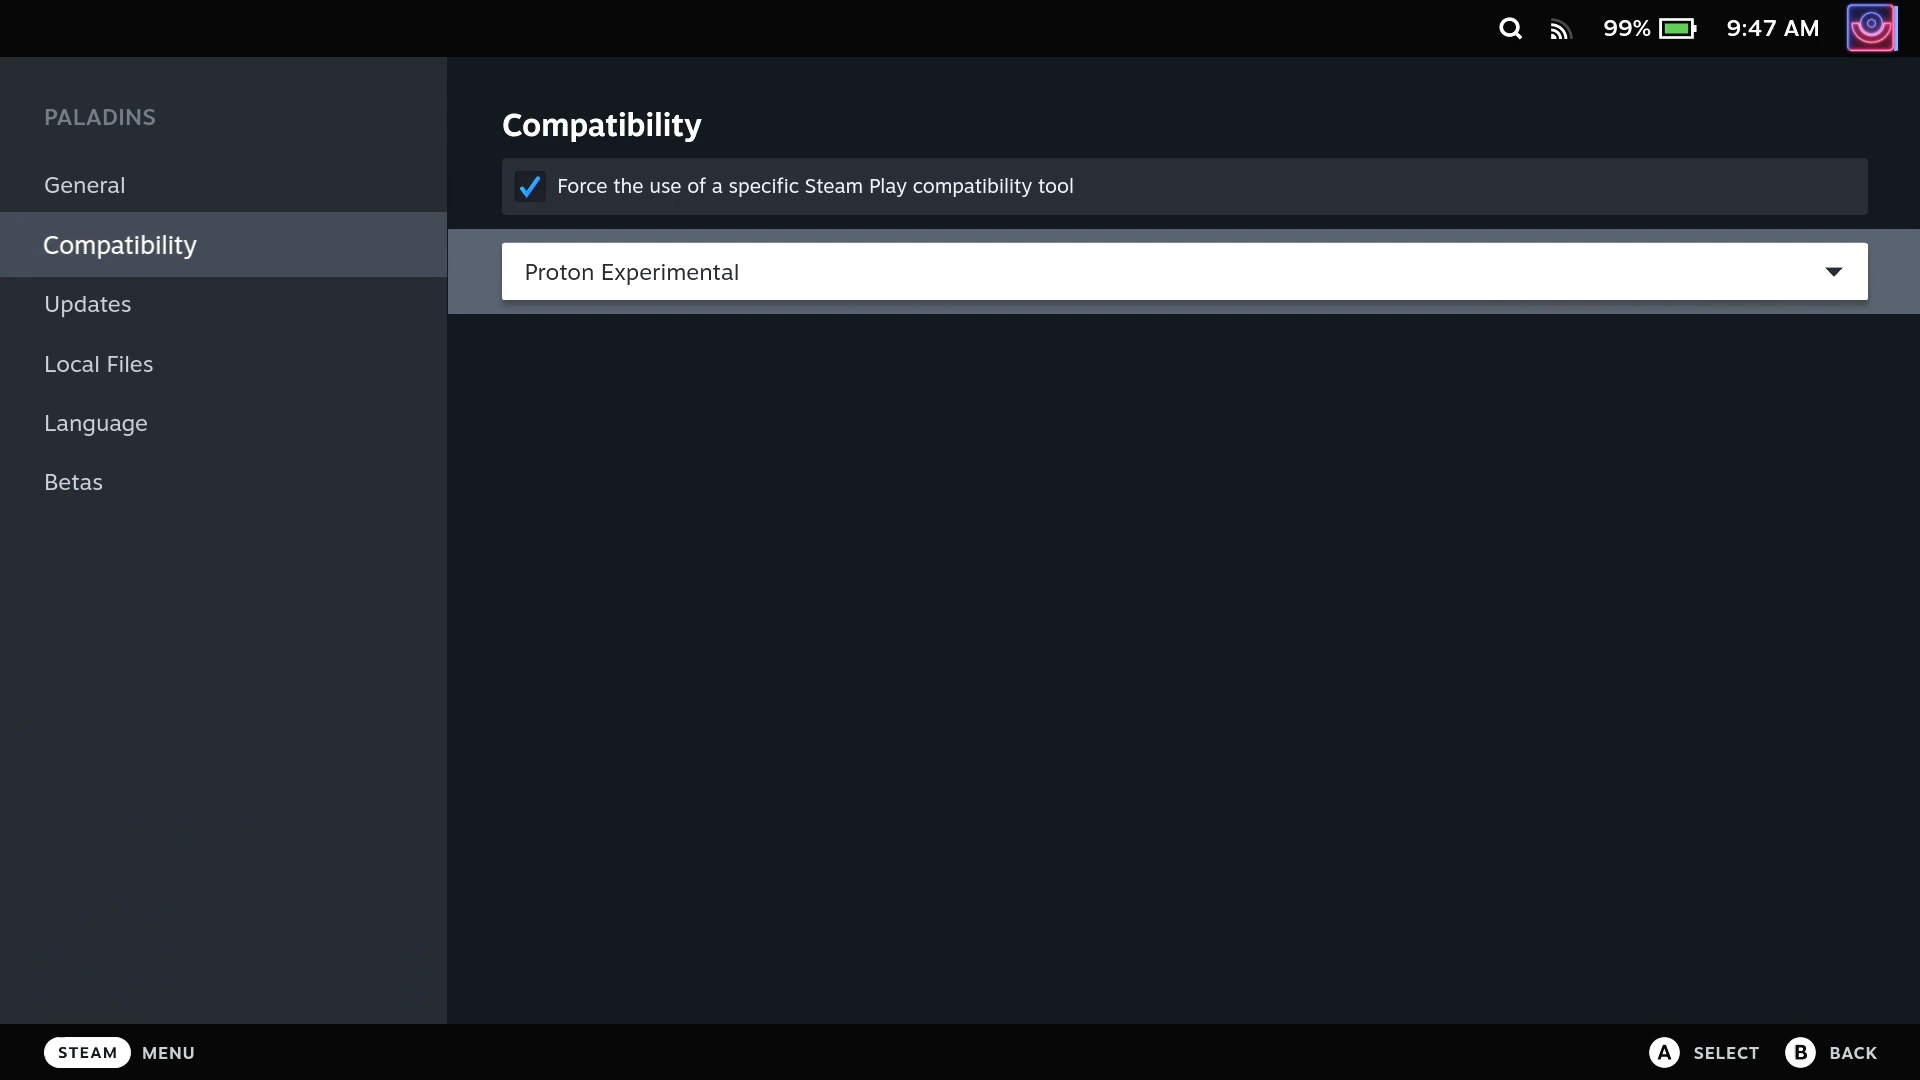 99%
9:47 AM
PALADINS
General
Compatibility
Updates
Local Files
Language
Betas
Compatibility
Force the use of a specific Steam Play compatibility tool
Proton Experimental
STEAM MENU
A SELECT B BACK